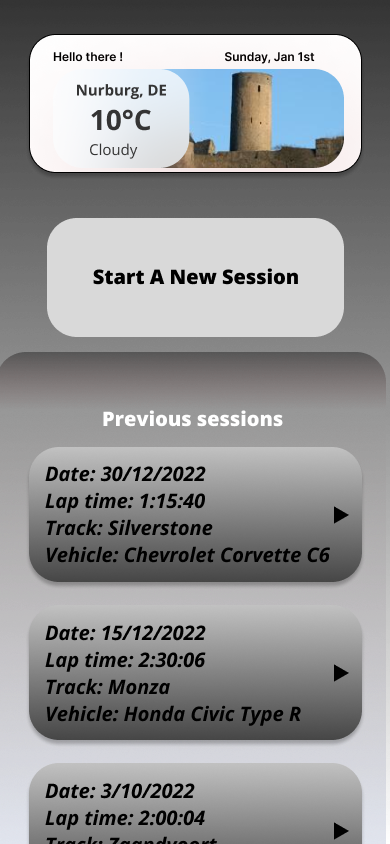 Hello there !
Sunday, Jan 1st
Nurburg, DE
10°C
Cloudy
Start A New Session
Previous sessions
Date: 30/12/2022
Lap time: 1:15:40
Track: Silverstone
Vehicle: Chevrolet Corvette C6
Date: 15/12/2022
Lap time: 2:30:06
Track: Monza
Vehicle: Honda Civic Type R
Date: 3/10/2022
Lap time: 2:00:04
Track: